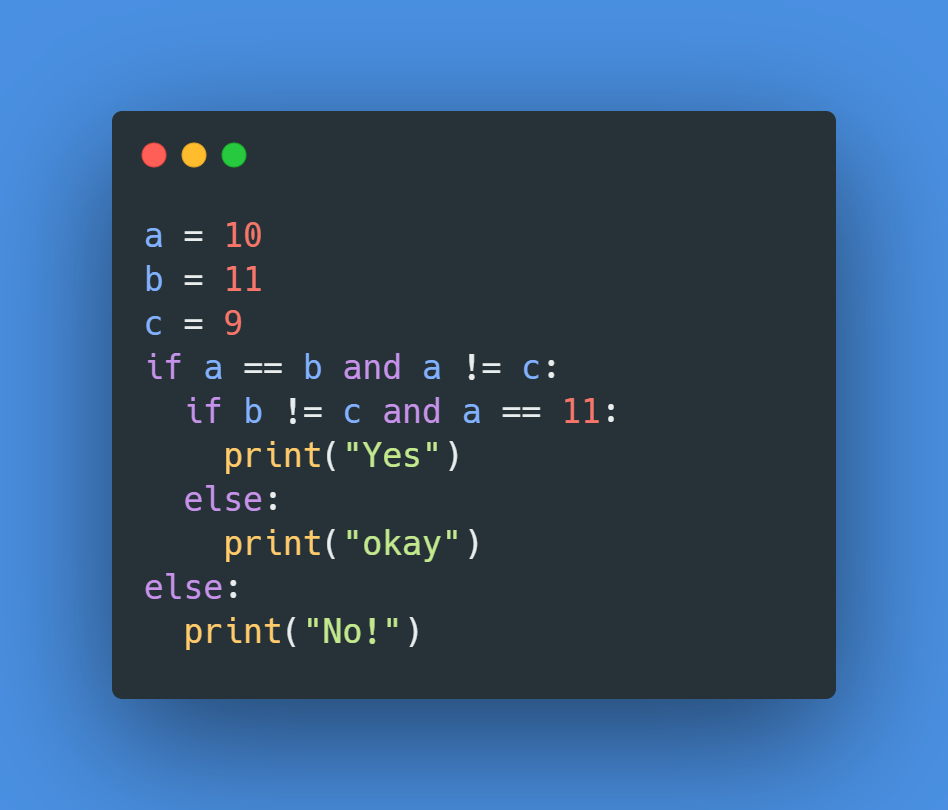 a = 10
b = 11
c = 9
if a == b and a != c:
  if b != c and a == 11:
    print("Yes")
  else:
    print("okay")
else:
  print("No!")